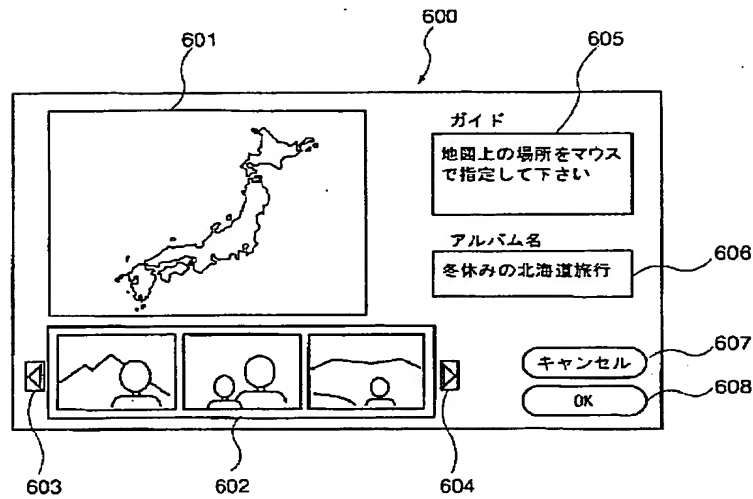 600
601
605
ガイド
地図上の場所をマウス
で指定して下さい
アルバム名
606
冬休みの北海道旅行
607
キャンセル
608
OK
603
602
604